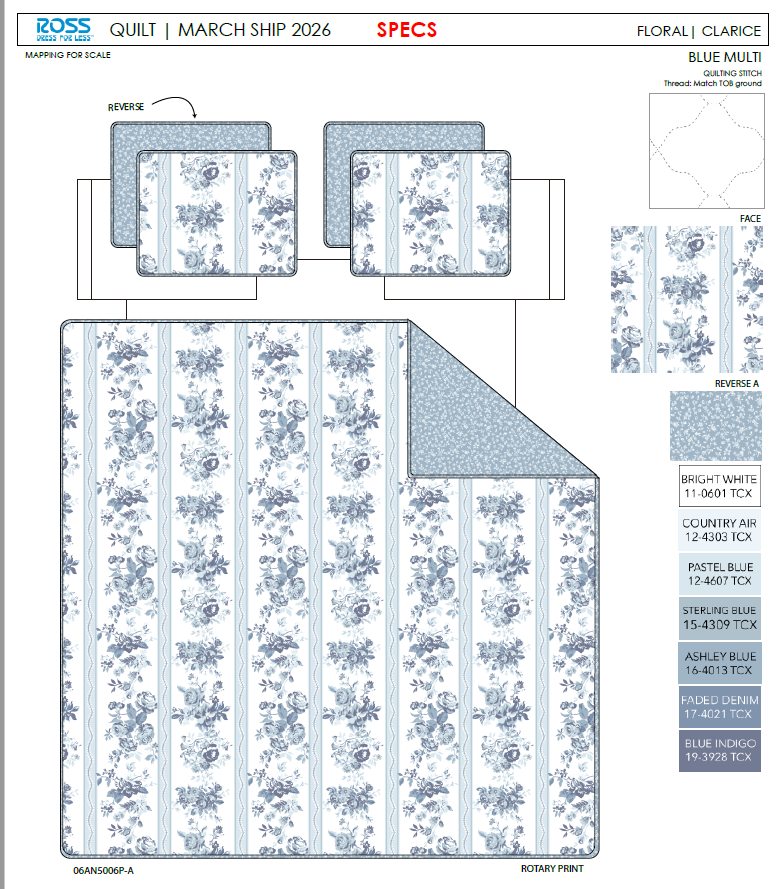 ROSS
DRESS FOR LESS
QUILT | MARCH SHIP 2026
SPECS
FLORAL| CLARICE
MAPPING FOR SCALE
BLUE MULTI
QUILTING STITCH
Thread: Match TOB ground
REVERSE
FACE
REVERSE A
BRIGHT WHITE
11-0601 TCX
COUNTRY AIR
12-4303 TCX
PASTEL BLUE
12-4607 TCX
STERLING BLUE
15-4309 TCX
ASHLEY BLUE
16-4013 TCX
FADED DENIM
17-4021 TCX
BLUE INDIGO
19-3928 TCX
06AN5006P-A
ROTARY PRINT